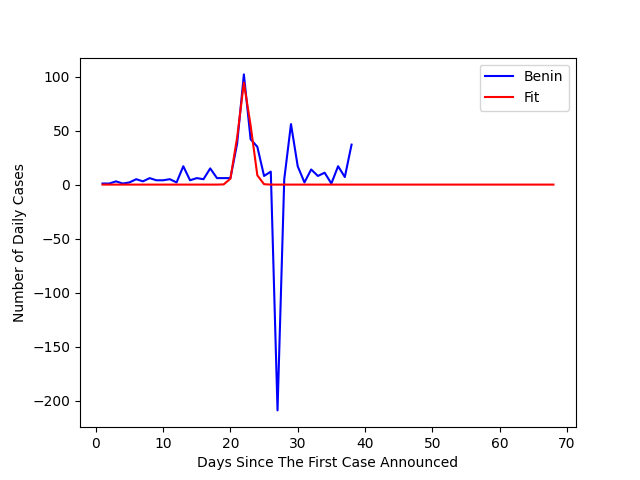 Benin
Fit
100
50
0
−50
−100
−150
−200
Number of Daily Cases
0 10 20 30 40 50 60 70
Days Since The First Case Announced